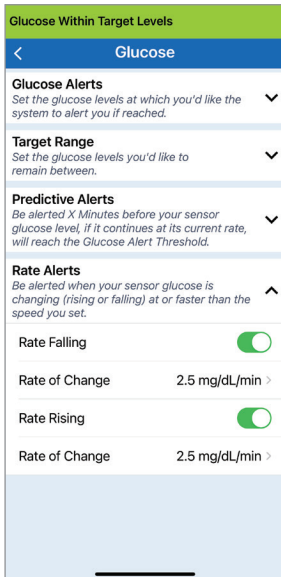 Glucose Within Target Levels
Glucose
Glucose Alerts
Set the glucose levels at which you'd like the
system to alert you if reached.
Target Range
Set the glucose levels you'd like to
remain between.
Predictive Alerts
Be alerted X Minutes before your sensor
glucose level, if it continues at its current rate,
will reach the Glucose Alert Threshold.
Rate Alerts
Be alerted when your sensor glucose is
changing (rising or falling) at or faster than the
speed you set.
Rate Falling
Rate of Change 2.5 mg/dL/min
Rate Rising
Rate of Change 2.5 mg/dL/min